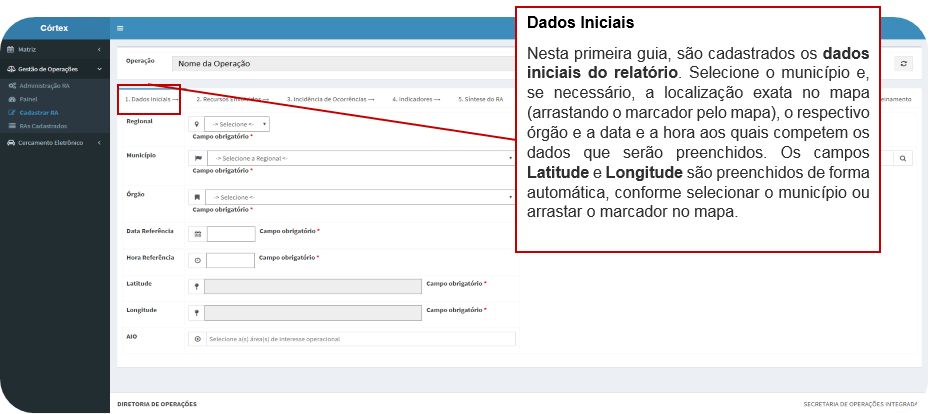 Córtex
Matriz
Gestão de Operações
Administração RA
Painel
Cadastrar RA
RAs Cadastrados
Cercamento Eletrônico
Operação
Nome da Operação
1. Dados Iniciais →
3. Incidência de Ocorrências →
4. Indicadores →
5. Síntese do RA
Regional
-> Selecione <-
Campo obrigatório *
Município
-> Selecione a Regional <-
Campo obrigatório *
Órgão
-> Selecione <-
Campo obrigatório *
Data Referência
Campo obrigatório *
Hora Referência
Campo obrigatório *
Latitude
Campo obrigatório *
Longitude
Campo obrigatório *
AIO
Selecione a(s) área(s) de interesse operacional
Dados Iniciais
Nesta primeira guia, são cadastrados os dados
iniciais do relatório. Selecione o município e,
se necessário, a localização exata no mapa
(arrastando o marcador pelo mapa), o respectivo
órgão e a data e a hora aos quais competem os
dados que serão preenchidos. Os campos
Latitude e Longitude são preenchidos de forma
automática, conforme selecionar o município ou
arrastar o marcador no mapa.
DIRETORIA DE OPERAÇÕES
SECRETARIA DE OPERAÇÕES INTEGRADA